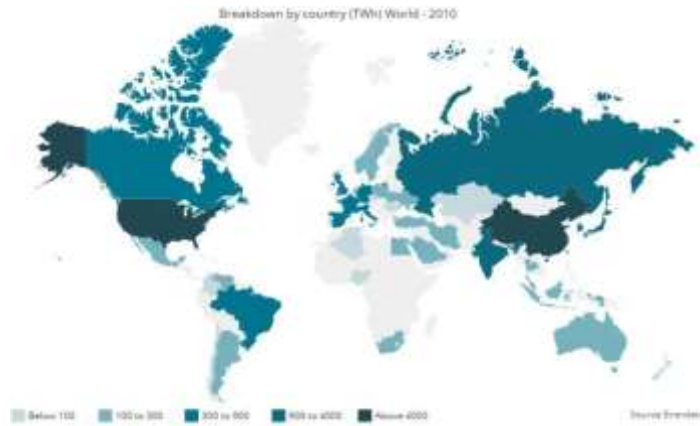 Breakdown by country (TWh) World - 2010
Below 100
100 to 300
300 to 900
900 to 4000
Above 4000
Source Enerdata